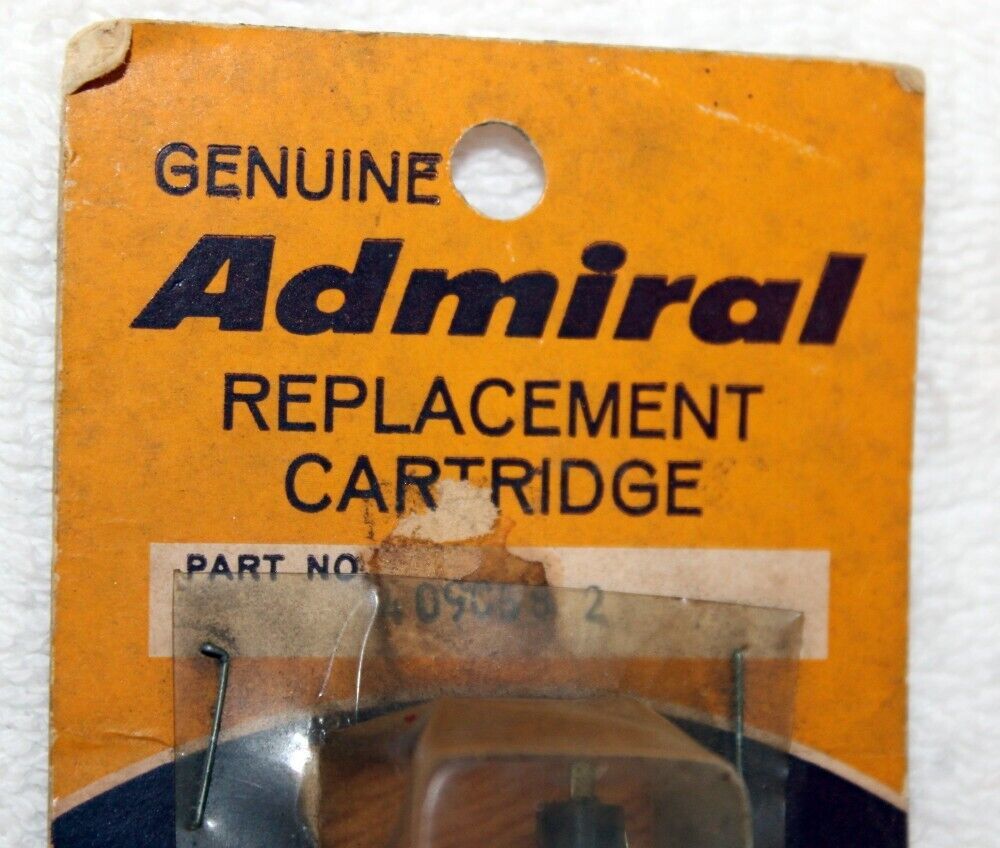 GENUINE
Admiral
REPLACEMENT
CARTRIDGE
PART NO.